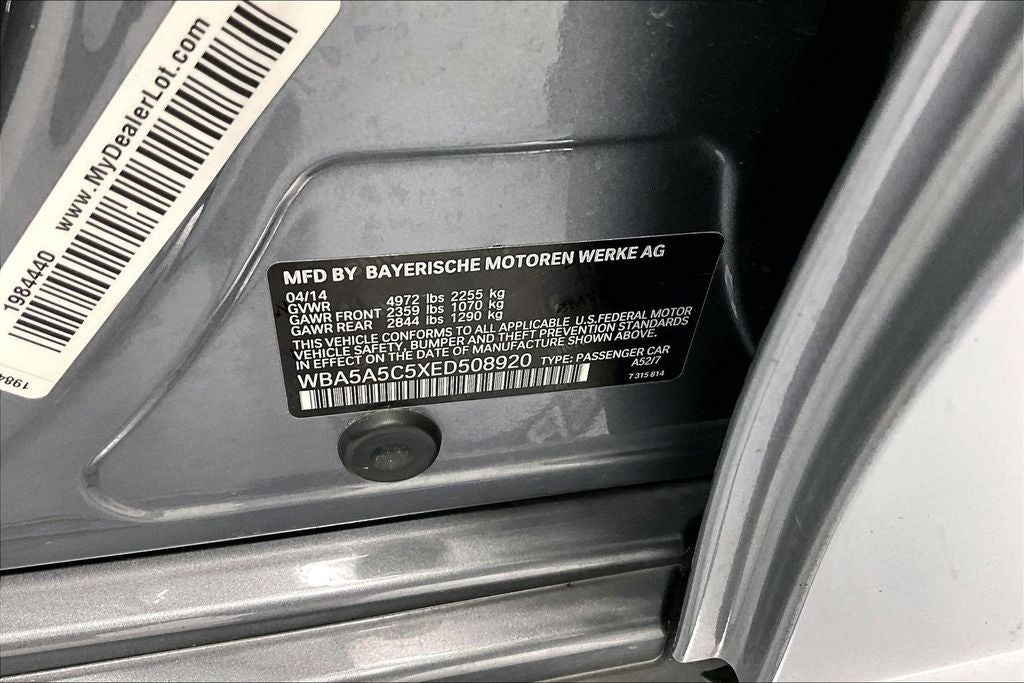 www.MyDealerLot.com
1984440
1984
MFD BY BAYERISCHE MOTOREN WERKE AG
04/14
GVWR 4972 lbs 2255 kg
GAWR FRONT 2359 lbs 1070 kg
GAWR REAR 2844 lbs 1290 kg
THIS VEHICLE CONFORMS TO ALL APPLICABLE U.S.FEDERAL MOTOR
VEHICLE SAFETY, BUMPER AND THEFT PREVENTION STANDARDS
IN EFFECT ON THE DATE OF MANUFACTURE SHOWN ABOVE.
WBA5A5C5XED508920 TYPE: PASSENGER CAR
A52/7
7 315 814